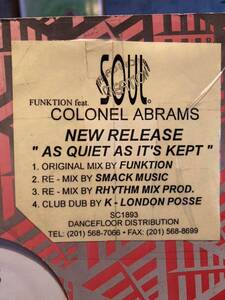 SOUL
FUNKTION feat.
COLONEL ABRAMS
NEW RELEASE
" AS QUIET AS IT'S KEPT "
1. ORIGINAL MIX BY FUNKTION
2. RE - MIX BY SMACK MUSIC
3. RE - MIX BY RHYTHM MIX PROD.
4. CLUB DUB BY K - LONDON POSSE
SC1893
DANCEFLOOR DISTRIBUTION
TEL: (201) 568-7066 • FAX: (201) 568-8699